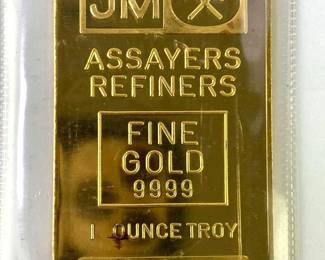 JM
ASSAYERS
REFINERS
FINE
GOLD
9999
1 OUNCE TROY